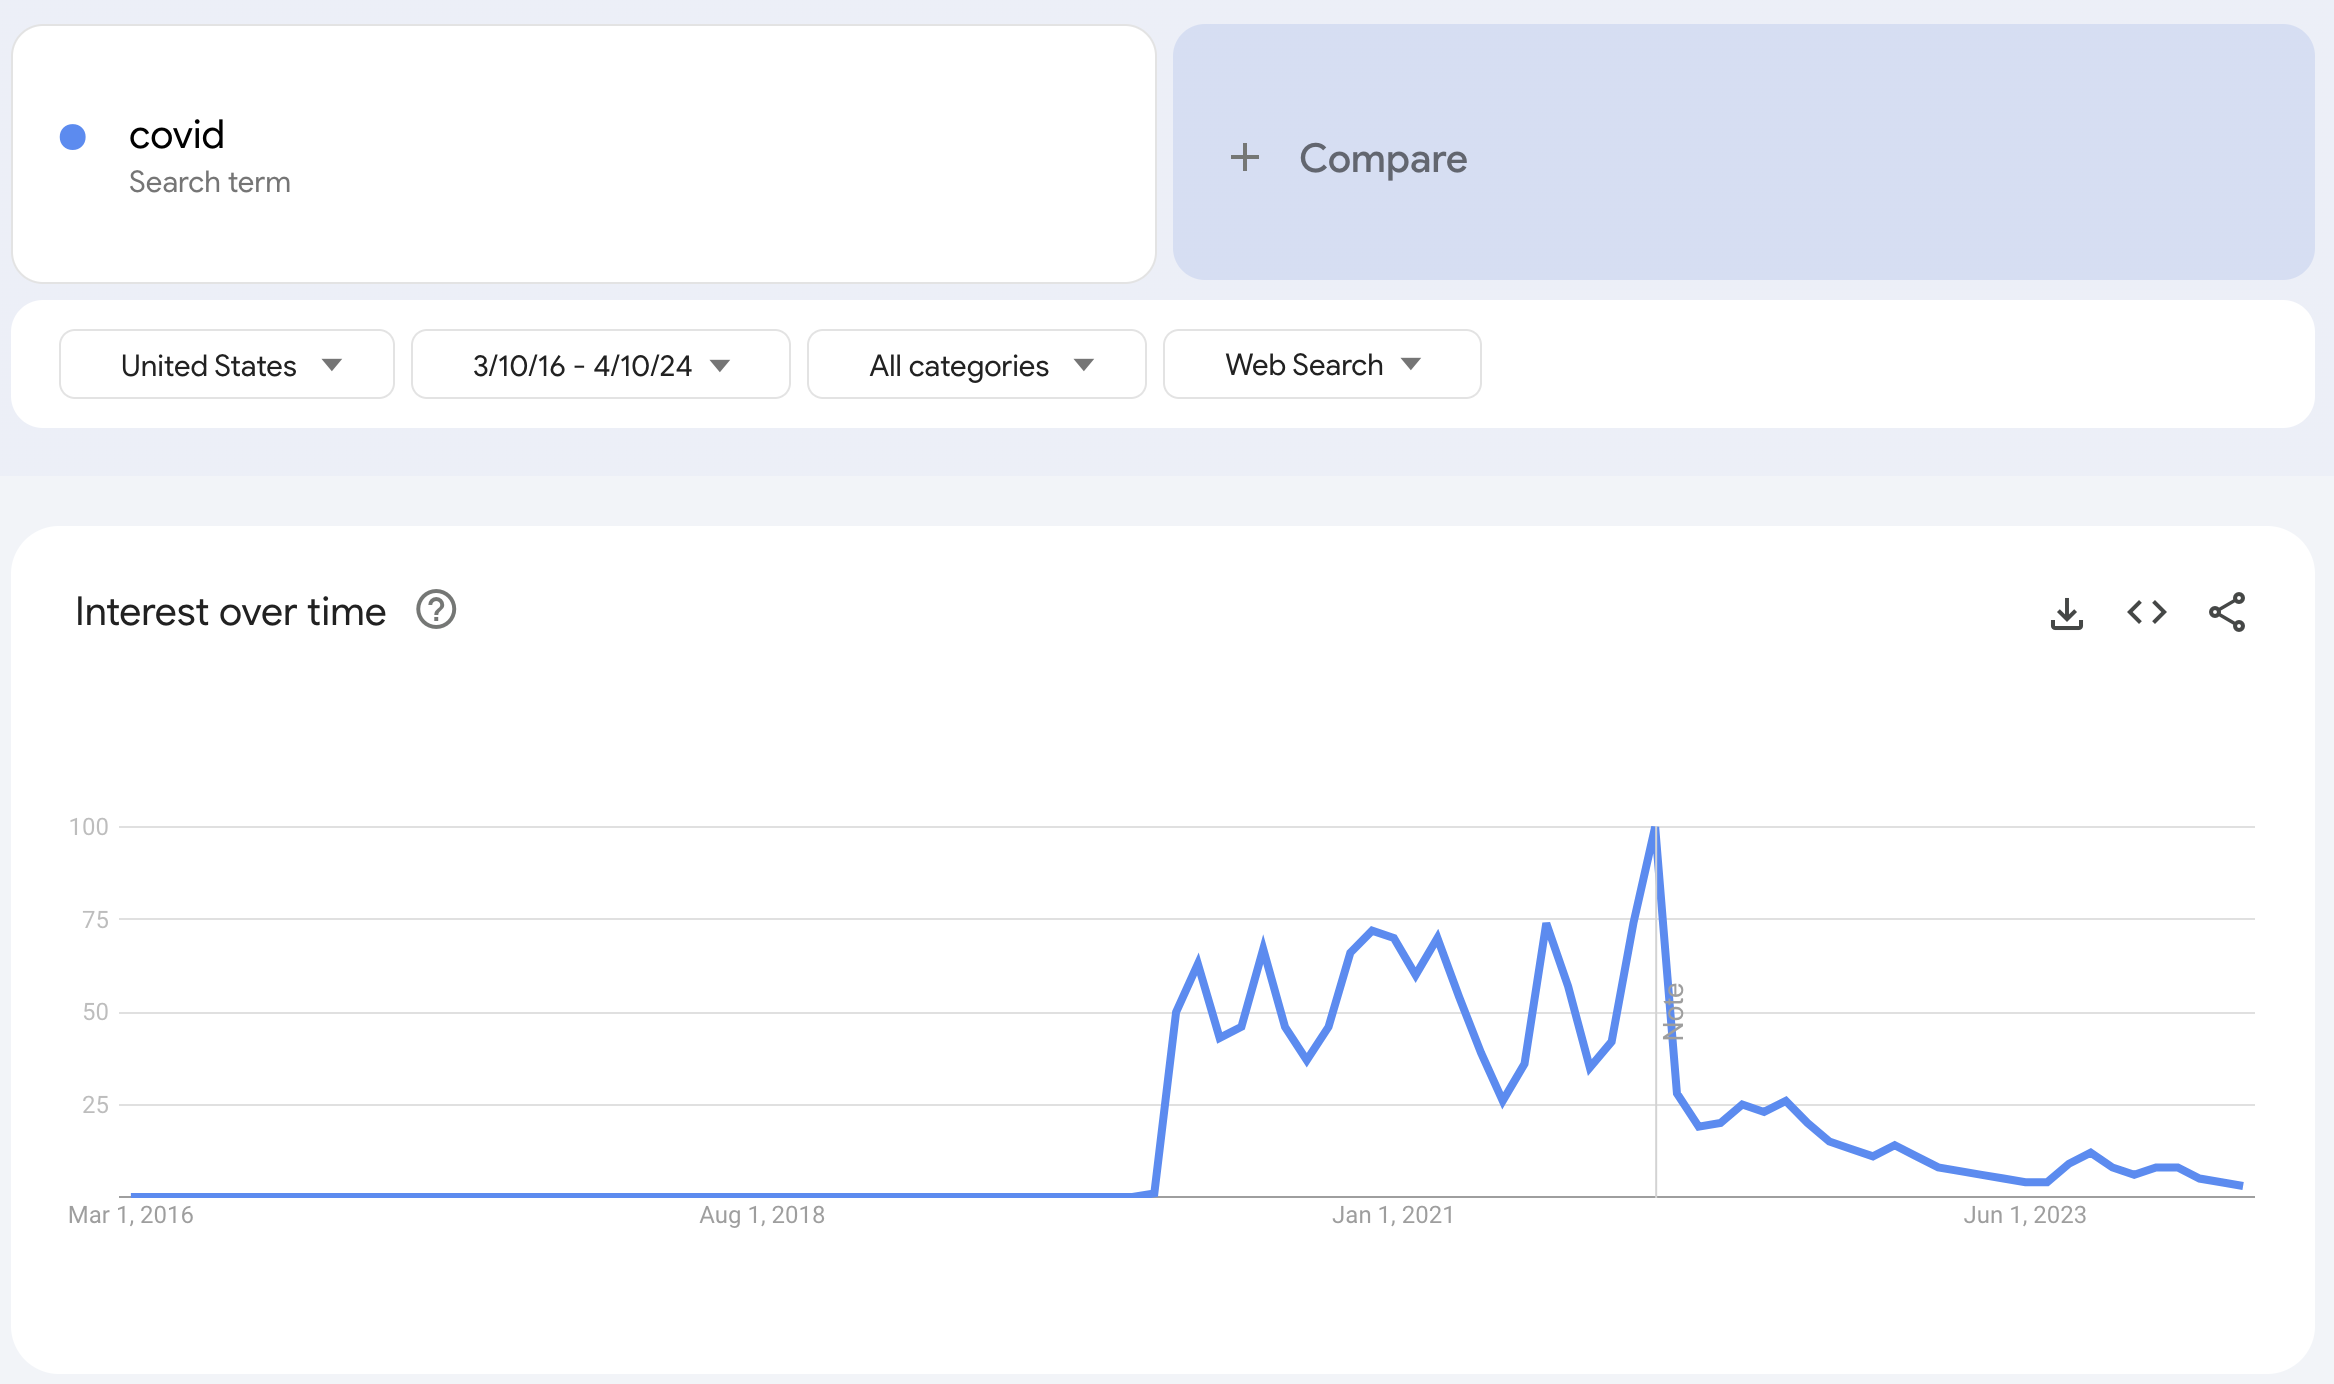 covid
Search term
+ Compare
United States
3/10/16 - 4/10/24
All categories
Web Search
Interest over time ?
100
75
50
25
Note
Mar 1, 2016
Aug 1, 2018
Jan 1, 2021
Jun 1, 2023